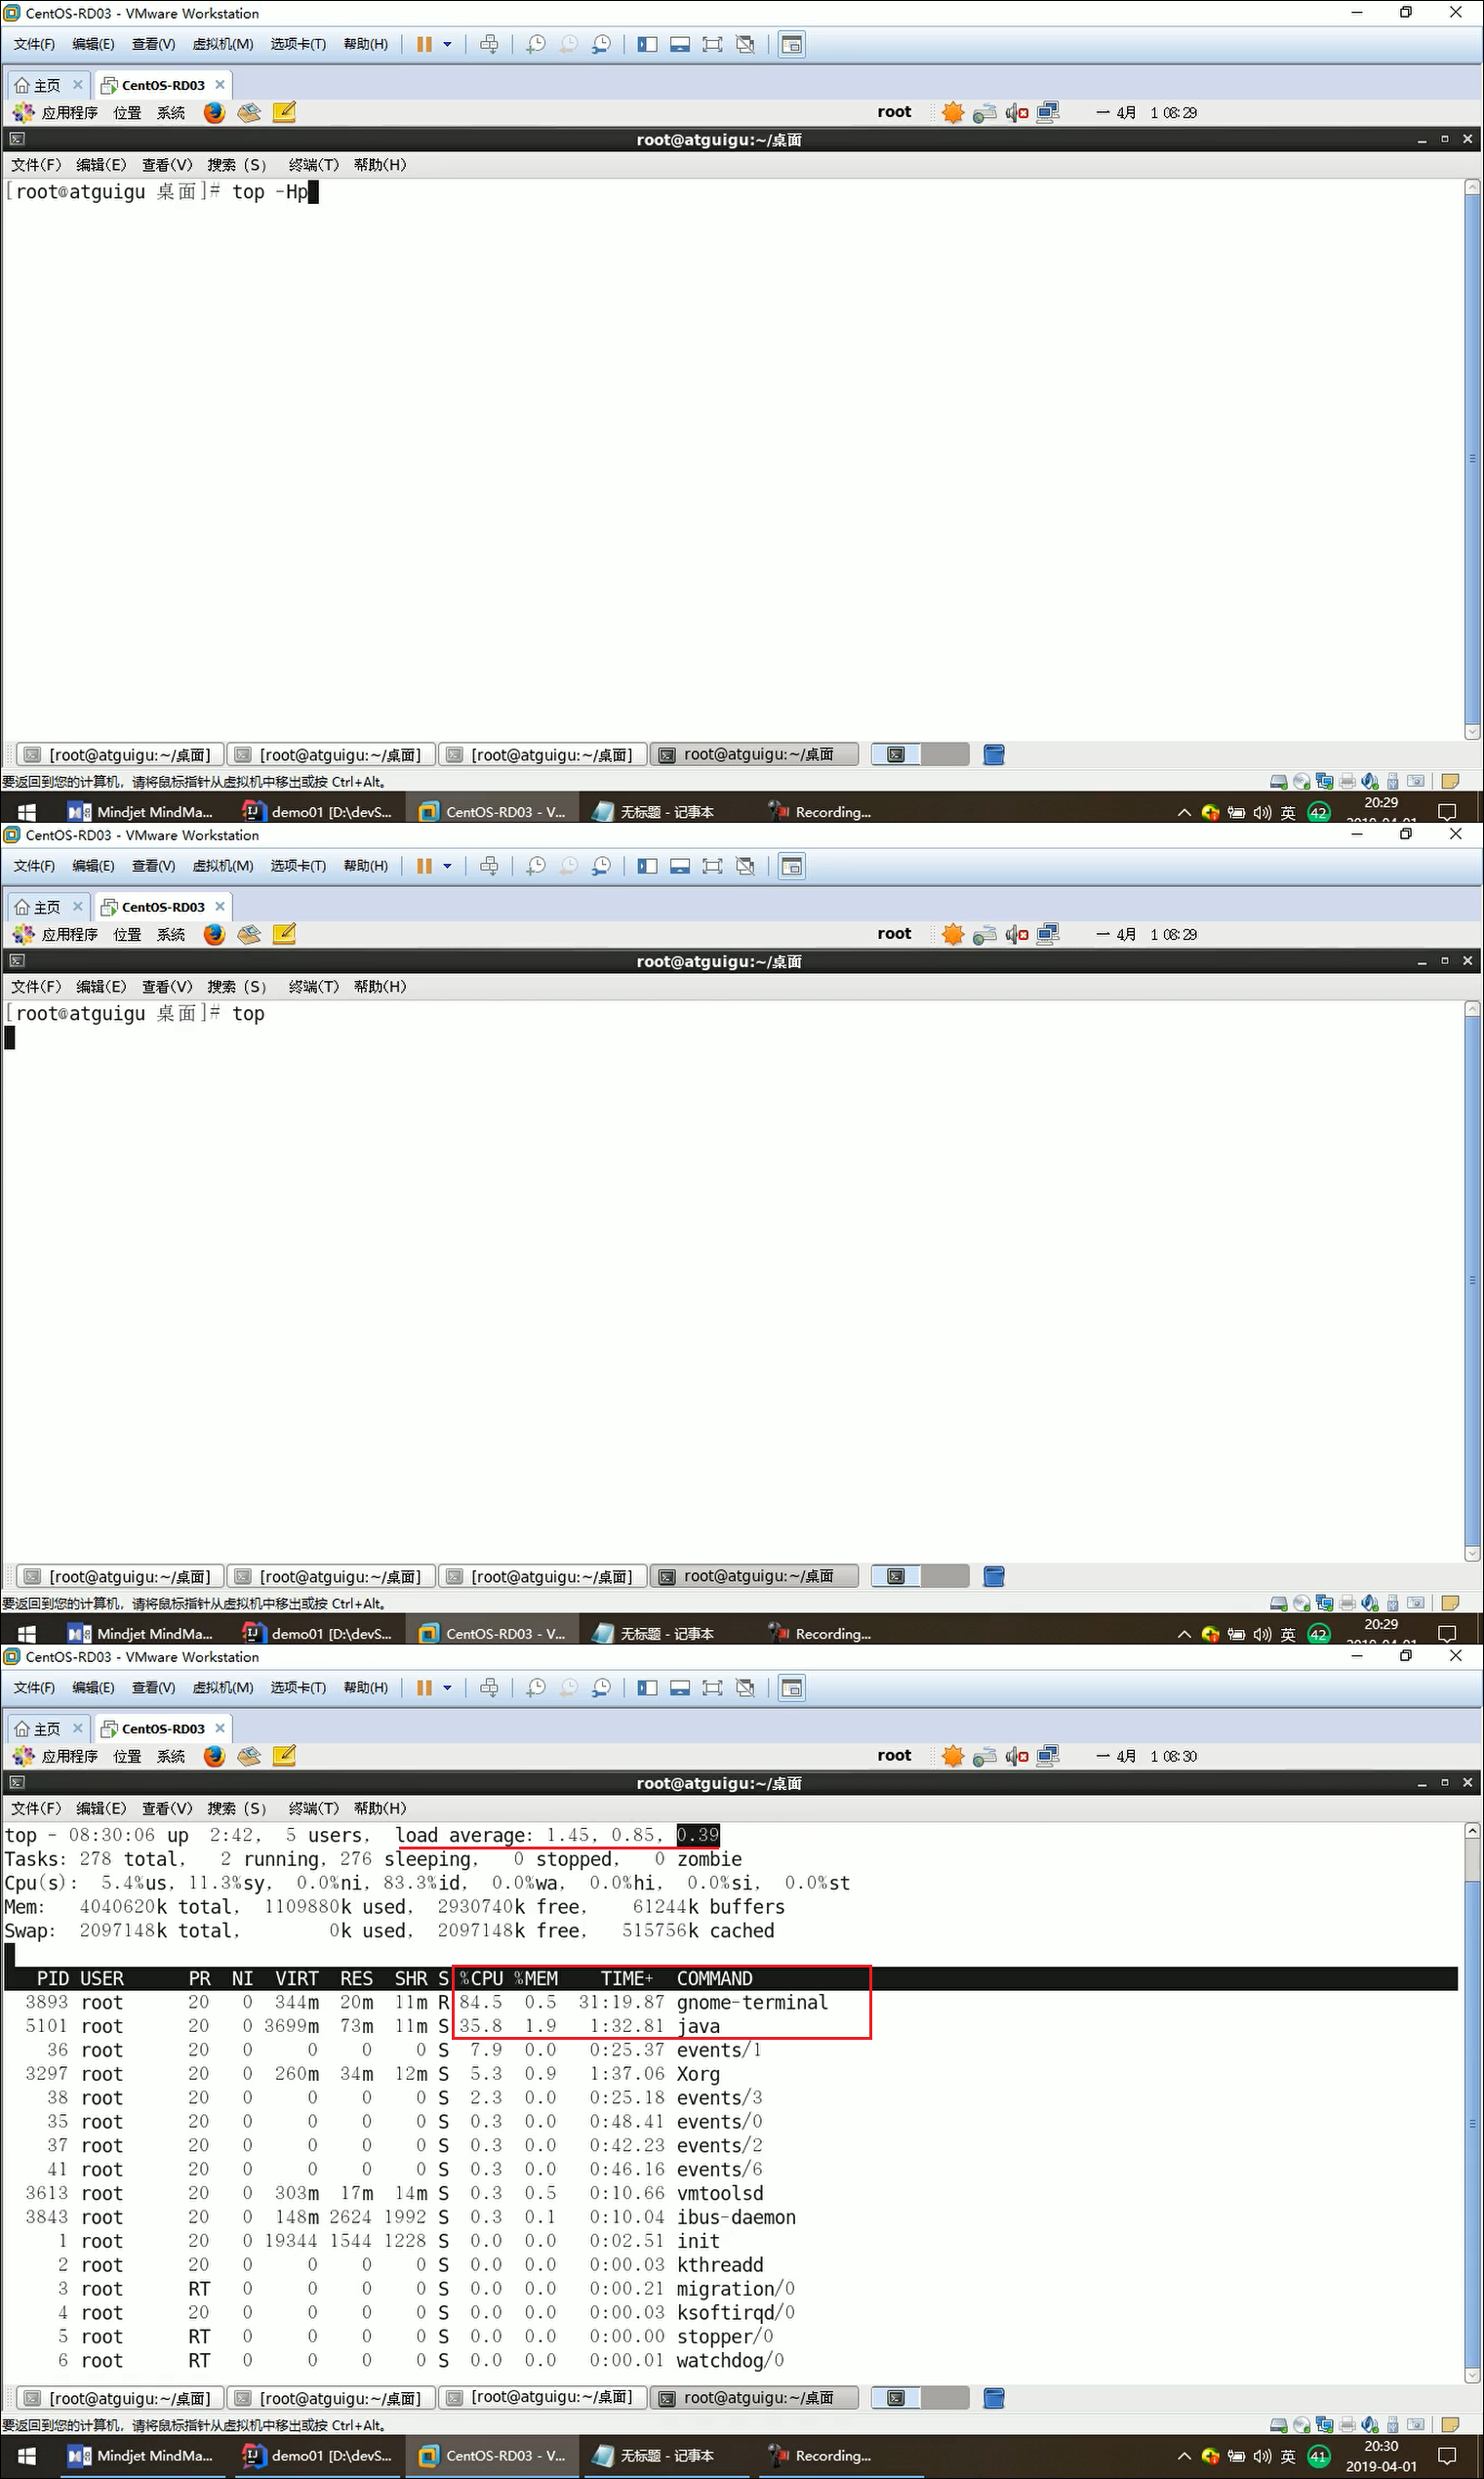 CentOS-RD03 - VMware Workstation
文件(F) 编辑(E) 查看(V) 虚拟机(M) 选项卡(T) 帮助(H)
主页 CentOS-RD03
应用程序 位置 系统 root 一 4月 1 08:29
root@atguigu:~/桌面
文件(F) 编辑(E) 查看(V) 搜索 (S) 终端(T) 帮助(H)
[root@atguigu 桌面]# top -Hp
[root@atguigu:~/桌面] [root@atguigu:~/桌面] [root@atguigu:~/桌面] root@atguigu:~/桌面
要返回到您的计算机，请将鼠标指针从虚拟机中移出或按 Ctrl+Alt。
Mindjet MindMa... demo01 [D:\devS... CentOS-RD03 - V... 无标题 - 记事本 Recording... 英 42 20:29
2019-04-01
CentOS-RD03 - VMware Workstation
文件(F) 编辑(E) 查看(V) 虚拟机(M) 选项卡(T) 帮助(H)
主页 CentOS-RD03
应用程序 位置 系统 root 一 4月 1 08:29
root@atguigu:~/桌面
文件(F) 编辑(E) 查看(V) 搜索 (S) 终端(T) 帮助(H)
[root@atguigu 桌面]# top
[root@atguigu:~/桌面] [root@atguigu:~/桌面] [root@atguigu:~/桌面] root@atguigu:~/桌面
要返回到您的计算机，请将鼠标指针从虚拟机中移出或按 Ctrl+Alt。
Mindjet MindMa... demo01 [D:\devS... CentOS-RD03 - V... 无标题 - 记事本 Recording... 英 42 20:29
2019-04-01
CentOS-RD03 - VMware Workstation
文件(F) 编辑(E) 查看(V) 虚拟机(M) 选项卡(T) 帮助(H)
主页 CentOS-RD03
应用程序 位置 系统 root 一 4月 1 08:30
root@atguigu:~/桌面
文件(F) 编辑(E) 查看(V) 搜索 (S) 终端(T) 帮助(H)
top - 08:30:06 up 2:42, 5 users, load average: 1.45, 0.85, 0.39
Tasks: 278 total, 2 running, 276 sleeping, 0 stopped, 0 zombie
Cpu(s): 5.4%us, 11.3%sy, 0.0%ni, 83.3%id, 0.0%wa, 0.0%hi, 0.0%si, 0.0%st
Mem: 4040620k total, 1109880k used, 2930740k free, 61244k buffers
Swap: 2097148k total, 0k used, 2097148k free, 515756k cached
PID USER PR NI VIRT RES SHR S %CPU %MEM TIME+ COMMAND
3893 root 20 0 344m 20m 11m R 84.5 0.5 31:19.87 gnome-terminal
5101 root 20 0 3699m 73m 11m S 35.8 1.9 1:32.81 java
36 root 20 0 0 0 0 S 7.9 0.0 0:25.37 events/1
3297 root 20 0 260m 34m 12m S 5.3 0.9 1:37.06 Xorg
38 root 20 0 0 0 0 S 2.3 0.0 0:25.18 events/3
35 root 20 0 0 0 0 S 0.3 0.0 0:48.41 events/0
37 root 20 0 0 0 0 S 0.3 0.0 0:42.23 events/2
41 root 20 0 0 0 0 S 0.3 0.0 0:46.16 events/6
3613 root 20 0 303m 17m 14m S 0.3 0.5 0:10.66 vmtoolsd
3843 root 20 0 148m 2624 1992 S 0.3 0.1 0:10.04 ibus-daemon
1 root 20 0 19344 1544 1228 S 0.0 0.0 0:02.51 init
2 root 20 0 0 0 0 S 0.0 0.0 0:00.03 kthreadd
3 root RT 0 0 0 0 S 0.0 0.0 0:00.21 migration/0
4 root 20 0 0 0 0 S 0.0 0.0 0:00.03 ksoftirqd/0
5 root RT 0 0 0 0 S 0.0 0.0 0:00.00 stopper/0
6 root RT 0 0 0 0 S 0.0 0.0 0:00.01 watchdog/0
[root@atguigu:~/桌面] [root@atguigu:~/桌面] [root@atguigu:~/桌面] root@atguigu:~/桌面
要返回到您的计算机，请将鼠标指针从虚拟机中移出或按 Ctrl+Alt。
Mindjet MindMa... demo01 [D:\devS... CentOS-RD03 - V... 无标题 - 记事本 Recording... 英 41 20:30
2019-04-01